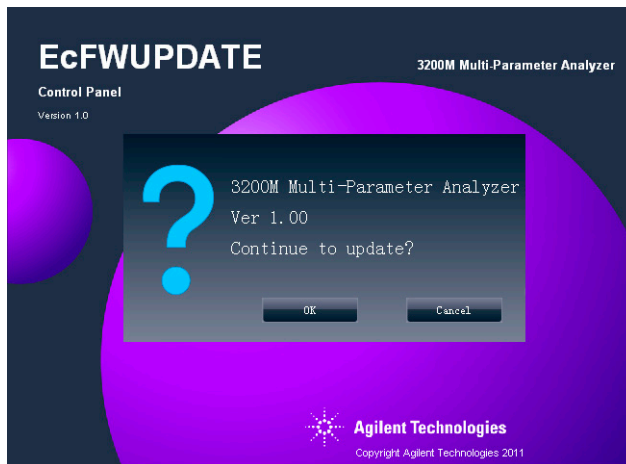 EcFWUPDATE
3200M Multi-Parameter Analyzer
Control Panel
Version 1.0
3200M Multi-Parameter Analyzer
Ver 1.00
Continue to update?
OK
Cancel
Agilent Technologies
Copyright Agilent Technologies 2011